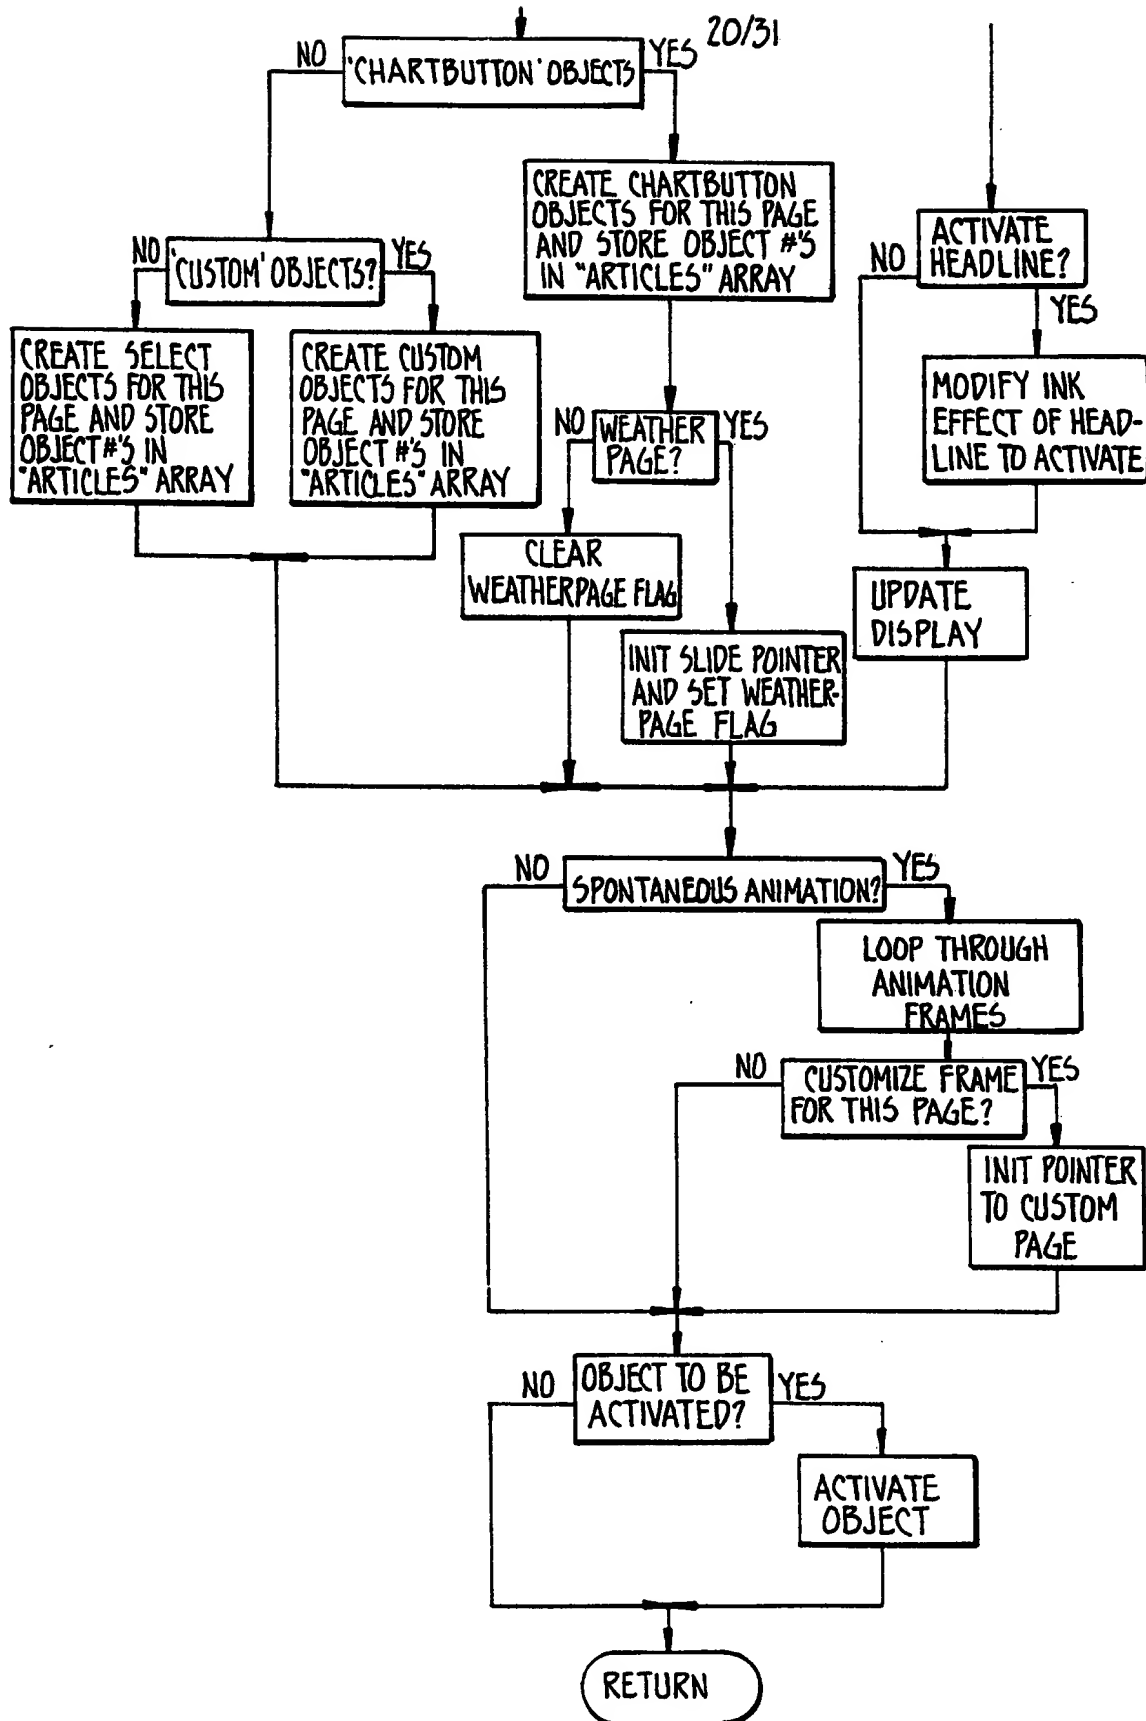 20/31
NO
'CHARTBUTTON' OBJECTS
YES
CREATE CHARTBUTTON
OBJECTS FOR THIS PAGE
AND STORE OBJECT #'S
IN "ARTICLES" ARRAY
ACTIVATE
HEADLINE?
NO
YES
NO
'CUSTOM' OBJECTS?
YES
CREATE SELECT
OBJECTS FOR THIS
PAGE AND STORE
OBJECT #'S IN
"ARTICLES" ARRAY
CREATE CUSTOM
OBJECTS FOR THIS
PAGE AND STORE
OBJECT #'S IN
"ARTICLES" ARRAY
MODIFY INK
EFFECT OF HEAD-
LINE TO ACTIVATE
NO
WEATHER
PAGE?
YES
CLEAR
WEATHERPAGE FLAG
UPDATE
DISPLAY
INIT SLIDE POINTER
AND SET WEATHER-
PAGE FLAG
NO
SPONTANEOUS ANIMATION?
YES
LOOP THROUGH
ANIMATION
FRAMES
NO
CUSTOMIZE FRAME
FOR THIS PAGE?
YES
INIT POINTER
TO CUSTOM
PAGE
NO
OBJECT TO BE
ACTIVATED?
YES
ACTIVATE
OBJECT
RETURN